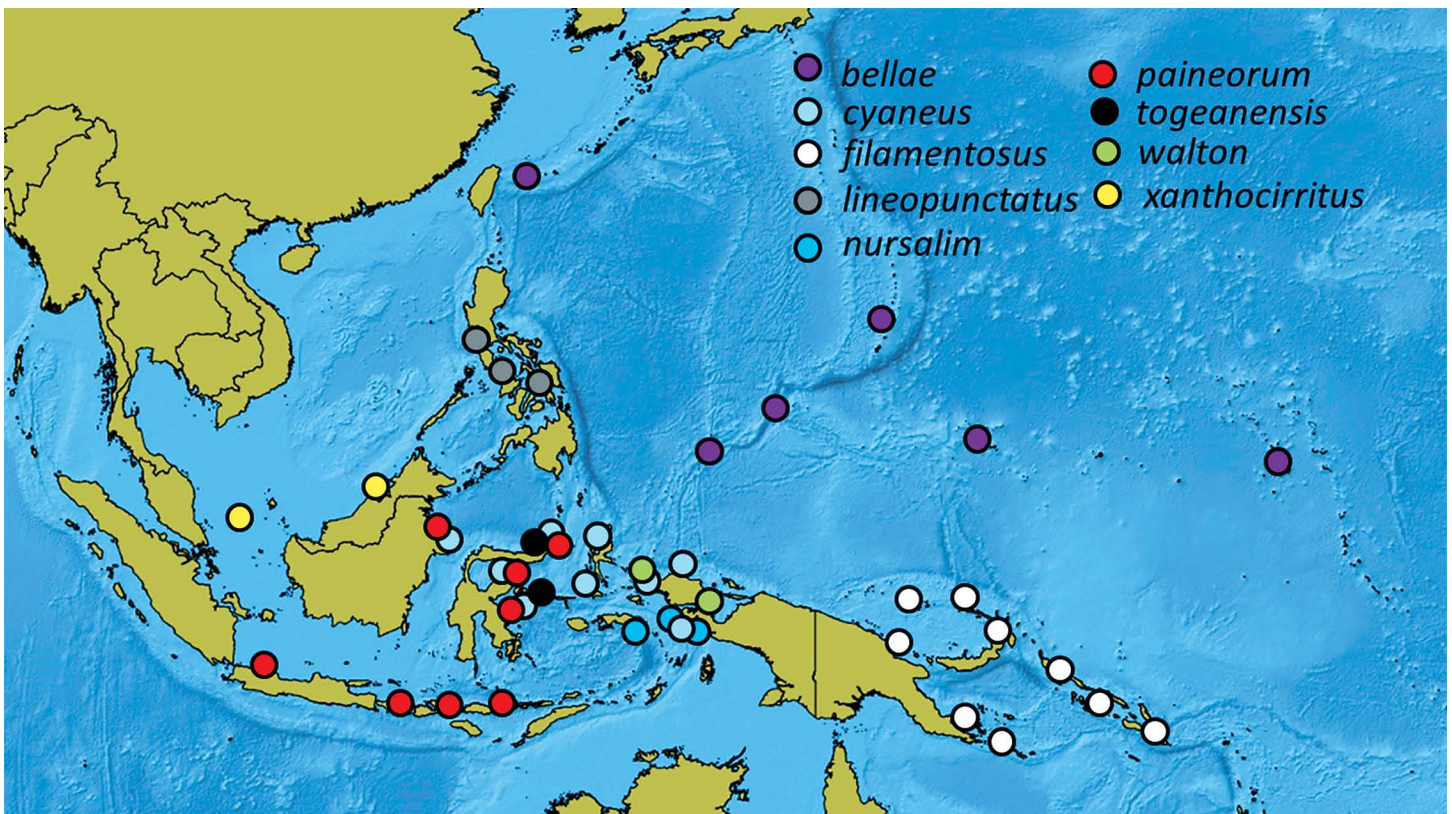 bellae
cyaneus
filamentosus
lineopunctatus
nursalim
paineorum
togeanensis
walton
xanthocirritus